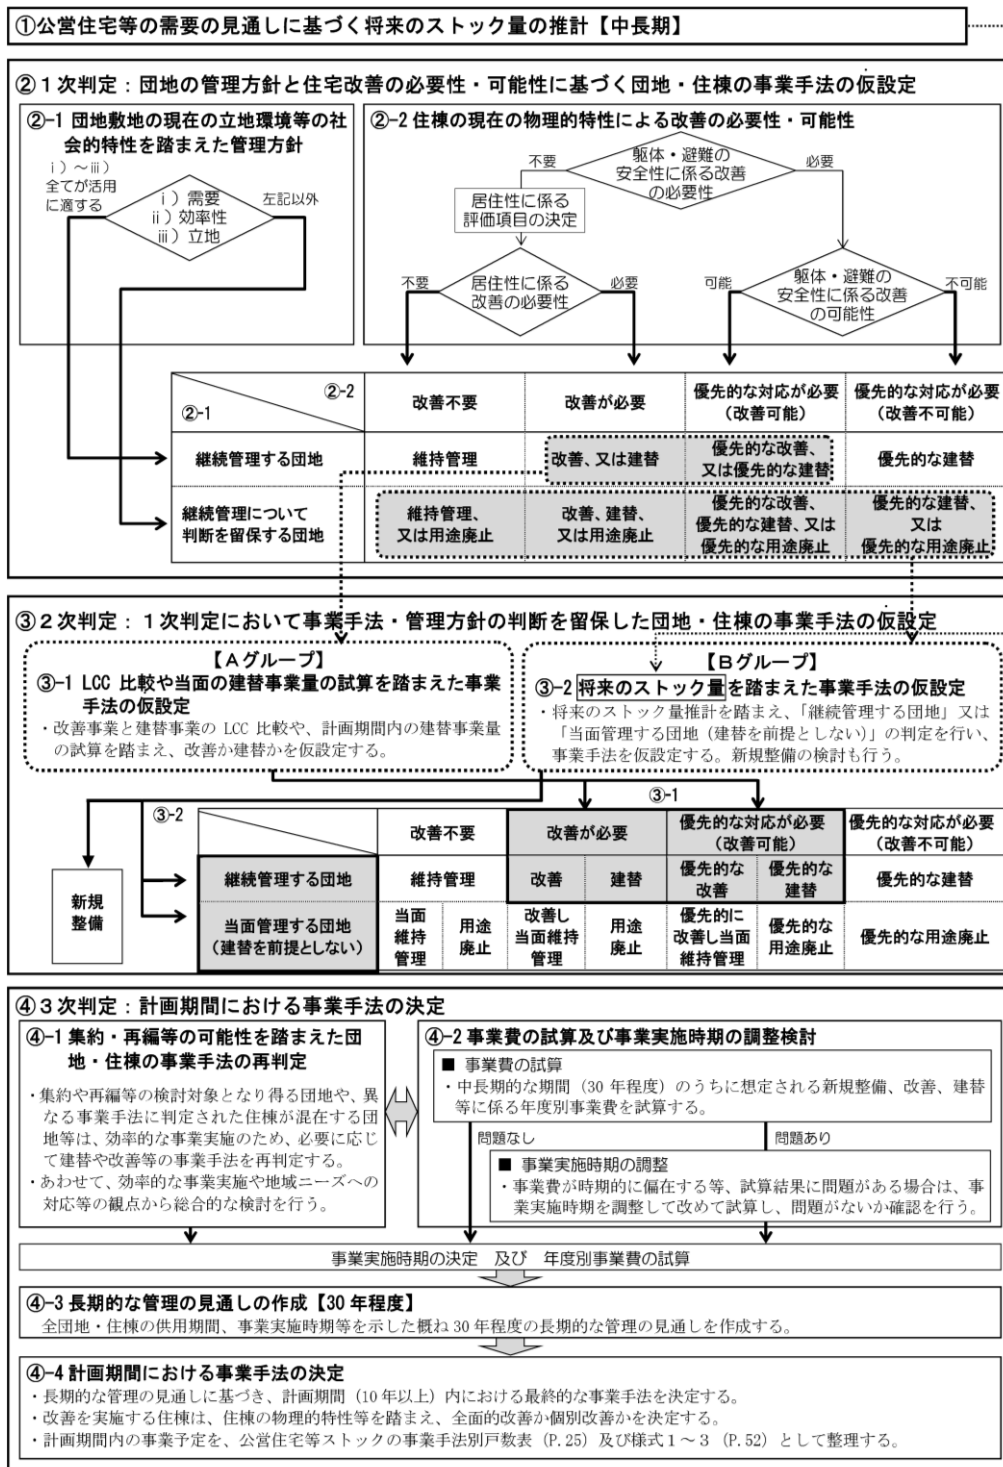 ①公営住宅等の需要の見通しに基づく将来のストック量の推計【中長期】
②１次判定：団地の管理方針と住宅改善の必要性・可能性に基づく団地・住棟の事業手法の仮設定
②-1 団地敷地の現在の立地環境等の社
会的特性を踏まえた管理方針
ⅰ）～ⅲ）
全てが活用
に適する
ⅰ）需要
ⅱ）効率性
ⅲ）立地
左記以外
②-2 住棟の現在の物理的特性による改善の必要性・可能性
不要
躯体・避難の
安全性に係る改善
の必要性
必要
居住性に係る
評価項目の決定
不要
居住性に係る
改善の必要性
必要
可能
躯体・避難の
安全性に係る改善
の可能性
不可能
②-2
②-1
改善不要
改善が必要
優先的な対応が必要
（改善可能）
優先的な対応が必要
（改善不可能）
継続管理する団地
維持管理
改善、又は建替
優先的な改善、
又は優先的な建替
優先的な建替
継続管理について
判断を留保する団地
維持管理、
又は用途廃止
改善、建替、
又は用途廃止
優先的な改善、
優先的な建替、又は
優先的な用途廃止
優先的な建替、
又は
優先的な用途廃止
③２次判定：１次判定において事業手法・管理方針の判断を留保した団地・住棟の事業手法の仮設定
【Ａグループ】
③-1 LCC 比較や当面の建替事業量の試算を踏まえた事業
手法の仮設定
・改善事業と建替事業の LCC 比較や、計画期間内の建替事業量
の試算を踏まえ、改善か建替かを仮設定する。
【Ｂグループ】
③-2 将来のストック量を踏まえた事業手法の仮設定
・将来のストック量推計を踏まえ、「継続管理する団地」又は
「当面管理する団地（建替を前提としない）」の判定を行い、
事業手法を仮設定する。新規整備の検討も行う。
③-2
③-1
新規
整備
改善不要
改善が必要
優先的な対応が必要
（改善可能）
優先的な対応が必要
（改善不可能）
継続管理する団地
維持管理
改善
建替
優先的な
改善
優先的な
建替
優先的な建替
当面管理する団地
（建替を前提としない）
当面
維持
管理
用途
廃止
改善し
当面維持
管理
用途
廃止
優先的に
改善し当面
維持管理
優先的な
用途廃止
優先的な用途廃止
④３次判定：計画期間における事業手法の決定
④-1 集約・再編等の可能性を踏まえた団
地・住棟の事業手法の再判定
・集約や再編等の検討対象となり得る団地や、異
なる事業手法に判定された住棟が混在する団
地等は、効率的な事業実施のため、必要に応じ
て建替や改善等の事業手法を再判定する。
・あわせて、効率的な事業実施や地域ニーズへの
対応等の観点から総合的な検討を行う。
④-2 事業費の試算及び事業実施時期の調整検討
■ 事業費の試算
・中長期的な期間（30 年程度）のうちに想定される新規整備、改善、建替
等に係る年度別事業費を試算する。
問題なし
問題あり
■ 事業実施時期の調整
・事業費が時期的に偏在する等、試算結果に問題がある場合は、事
業実施時期を調整して改めて試算し、問題がないか確認を行う。
事業実施時期の決定　及び　年度別事業費の試算
④-3 長期的な管理の見通しの作成【30 年程度】
全団地・住棟の供用期間、事業実施時期等を示した概ね 30 年程度の長期的な管理の見通しを作成する。
④-4 計画期間における事業手法の決定
・長期的な管理の見通しに基づき、計画期間（10 年以上）内における最終的な事業手法を決定する。
・改善を実施する住棟は、住棟の物理的特性等を踏まえ、全面的改善か個別改善かを決定する。
・計画期間内の事業予定を、公営住宅等ストックの事業手法別戸数表（P.25）及び様式１～３（P.52）として整理する。